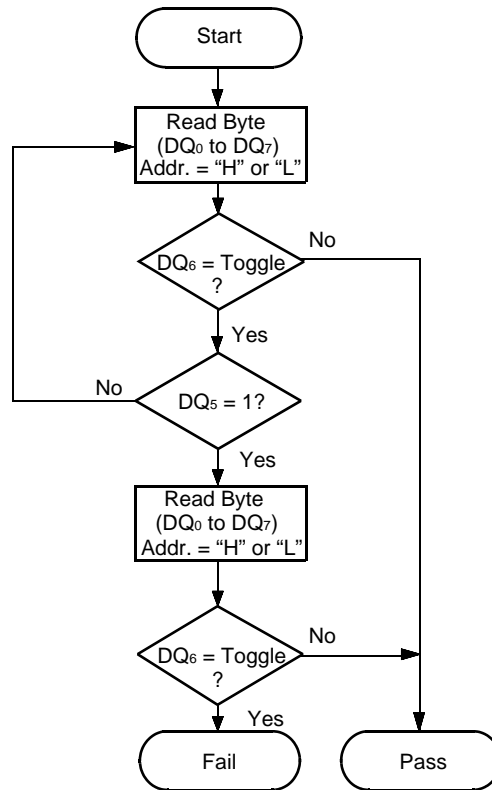 Start
Read Byte
(DQ0 to DQ7)
Addr. = “H” or “L”
No
DQ6 = Toggle
?
Yes
No
DQ5 = 1?
Yes
Read Byte
(DQ0 to DQ7)
Addr. = “H” or “L”
No
DQ6 = Toggle
?
Yes
Fail
Pass